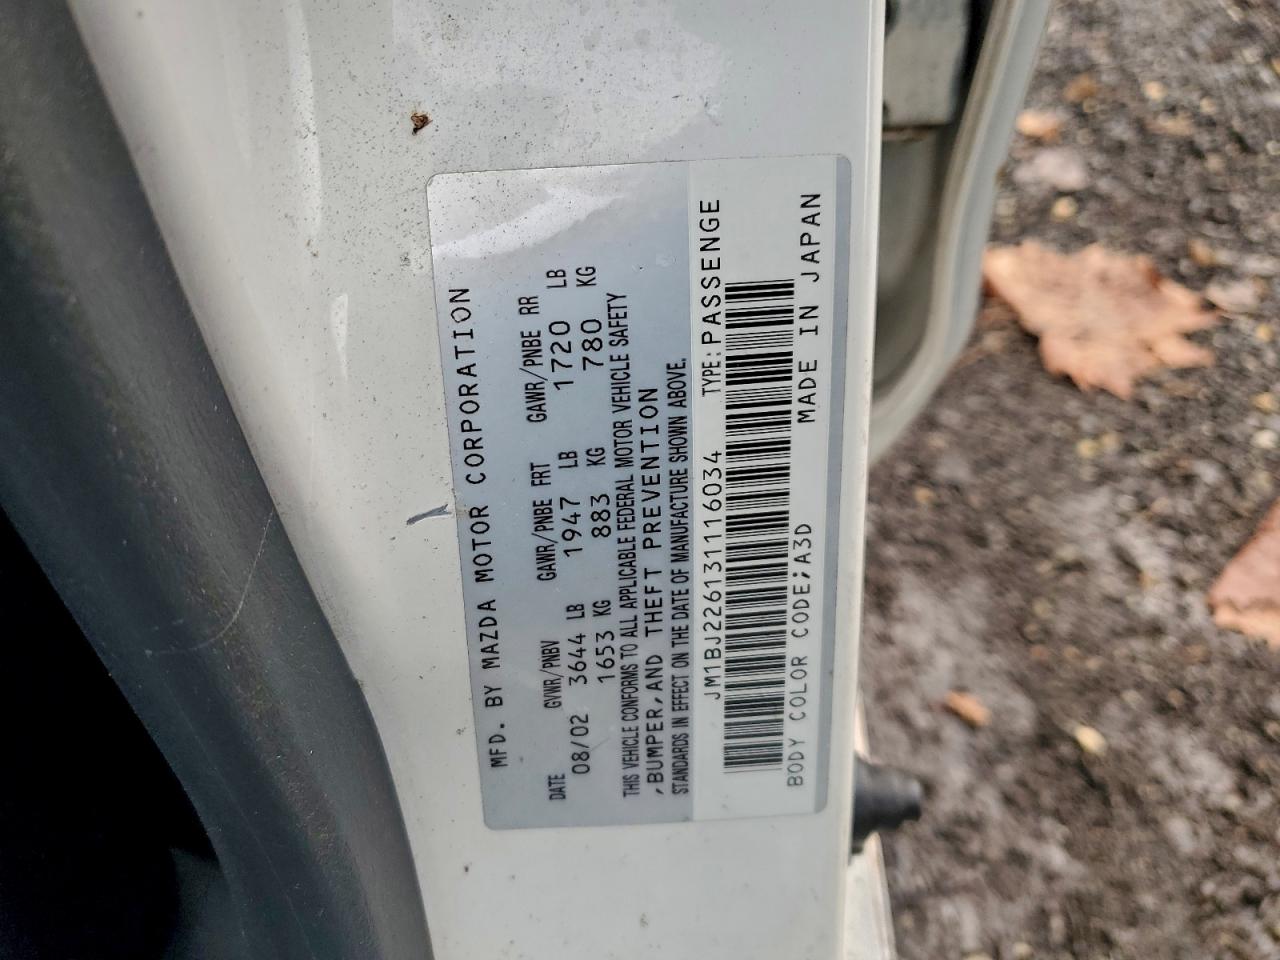 MFD. BY MAZDA MOTOR CORPORATION
DATE GVWR/PNBV GAWR/PNBE FRT GAWR/PNBE RR
08/02 3644 LB 1947 LB 1720 LB
1653 KG 883 KG 780 KG
THIS VEHICLE CONFORMS TO ALL APPLICABLE FEDERAL MOTOR VEHICLE SAFETY
,BUMPER,AND THEFT PREVENTION
STANDARDS IN EFFECT ON THE DATE OF MANUFACTURE SHOWN ABOVE.
JM1BJ226131116034 TYPE:PASSENGE
BODY COLOR CODE;A3D MADE IN JAPAN